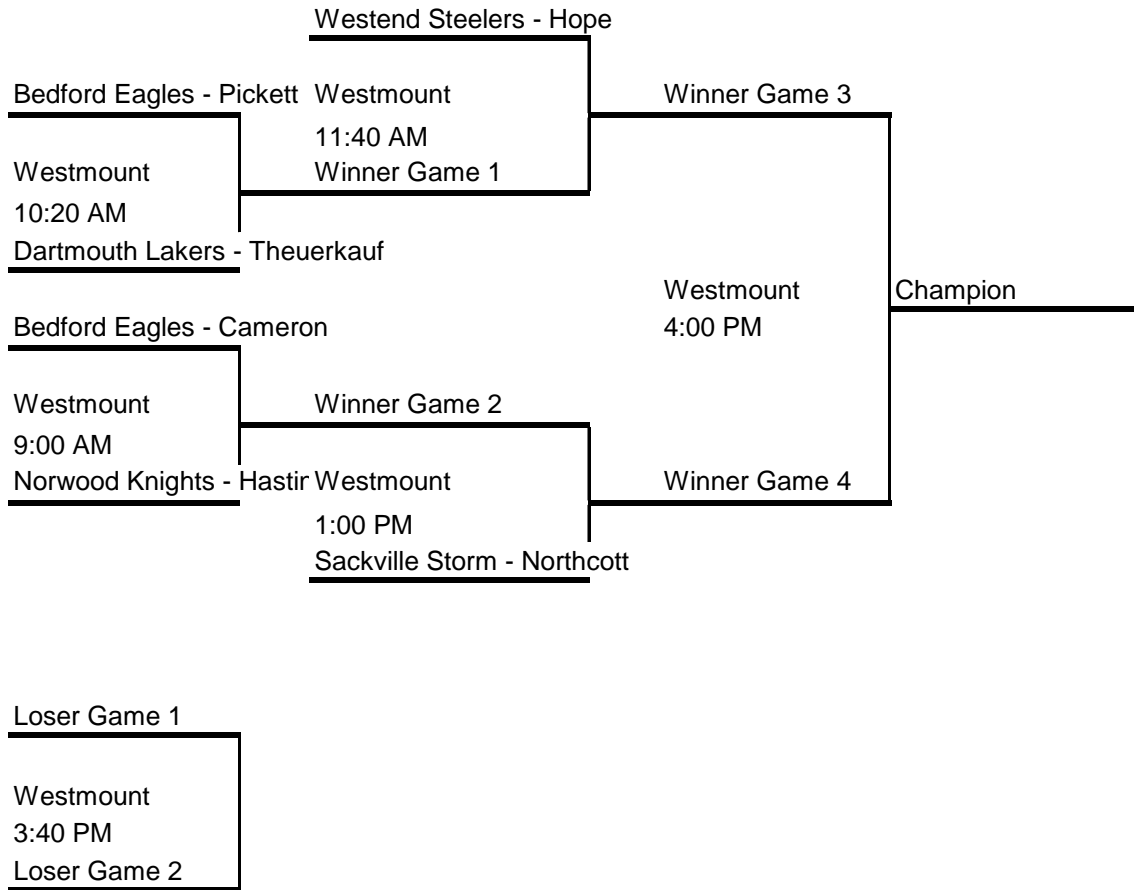 Westend Steelers - Hope
Bedford Eagles - Pickett
Westmount
11:40 AM
Winner Game 3
Westmount
10:20 AM
Winner Game 1
Dartmouth Lakers - Theuerkauf
Westmount
4:00 PM
Champion
Bedford Eagles - Cameron
Westmount
9:00 AM
Winner Game 2
Norwood Knights - Hastin
Westmount
1:00 PM
Winner Game 4
Sackville Storm - Northcott
Loser Game 1
Westmount
3:40 PM
Loser Game 2